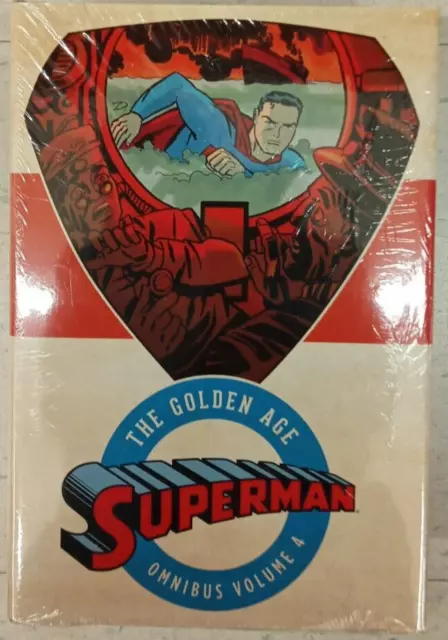 THE GOLDEN AGE
SUPERMAN
OMNIBUS VOLUME 4